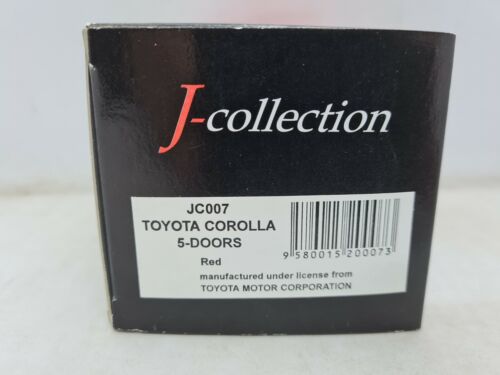 J-collection
JC007
TOYOTA COROLLA
5-DOORS
Red
manufactured under license from
TOYOTA MOTOR CORPORATION
9 580015 200073